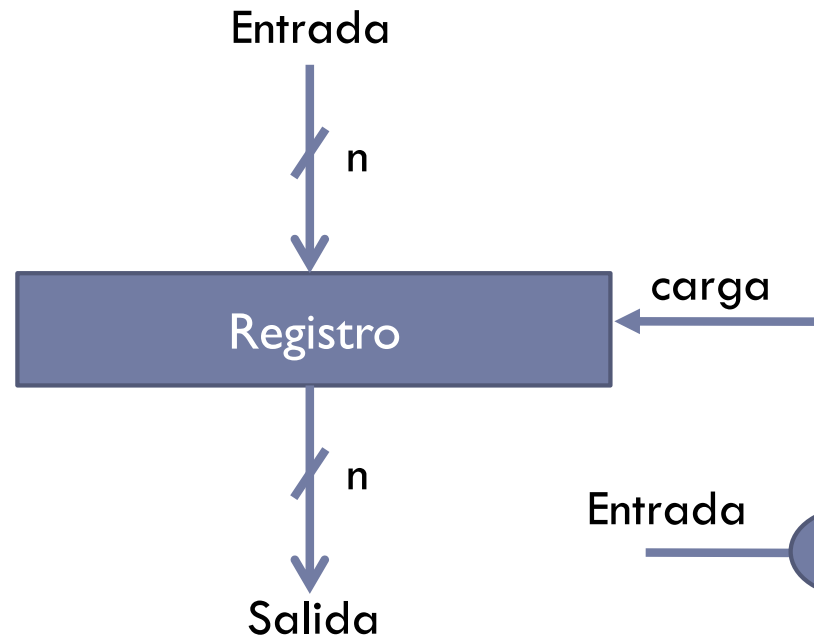 Entrada
n
carga
Registro
n
Entrada
Salida